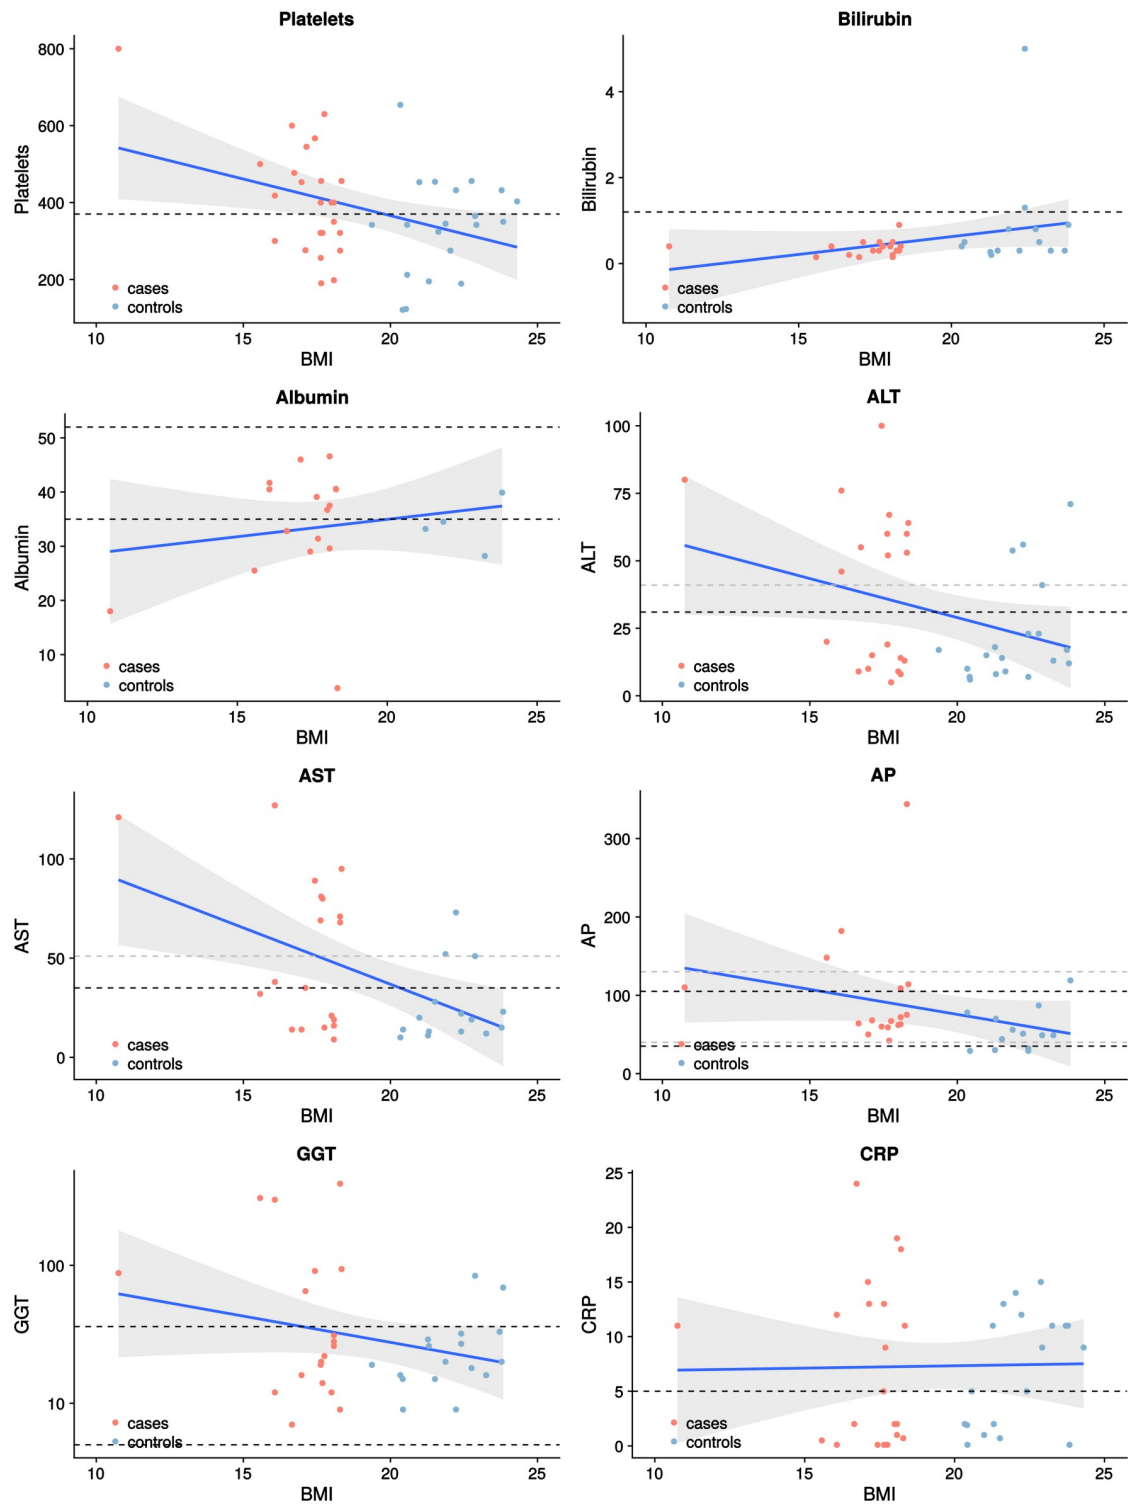 Platelets
Platelets
800
600
400
200
cases
controls
10 15 20 25
BMI
Bilirubin
Bilirubin
4
2
0
cases
controls
10 15 20 25
BMI
Albumin
Albumin
50
40
30
20
10
cases
controls
10 15 20 25
BMI
ALT
ALT
100
75
50
25
0
cases
controls
10 15 20 25
BMI
AST
AST
100
50
0
cases
controls
10 15 20 25
BMI
AP
AP
300
200
100
0
cases
controls
10 15 20 25
BMI
GGT
GGT
100
10
cases
controls
10 15 20 25
BMI
CRP
CRP
25
20
15
10
5
0
cases
controls
10 15 20 25
BMI